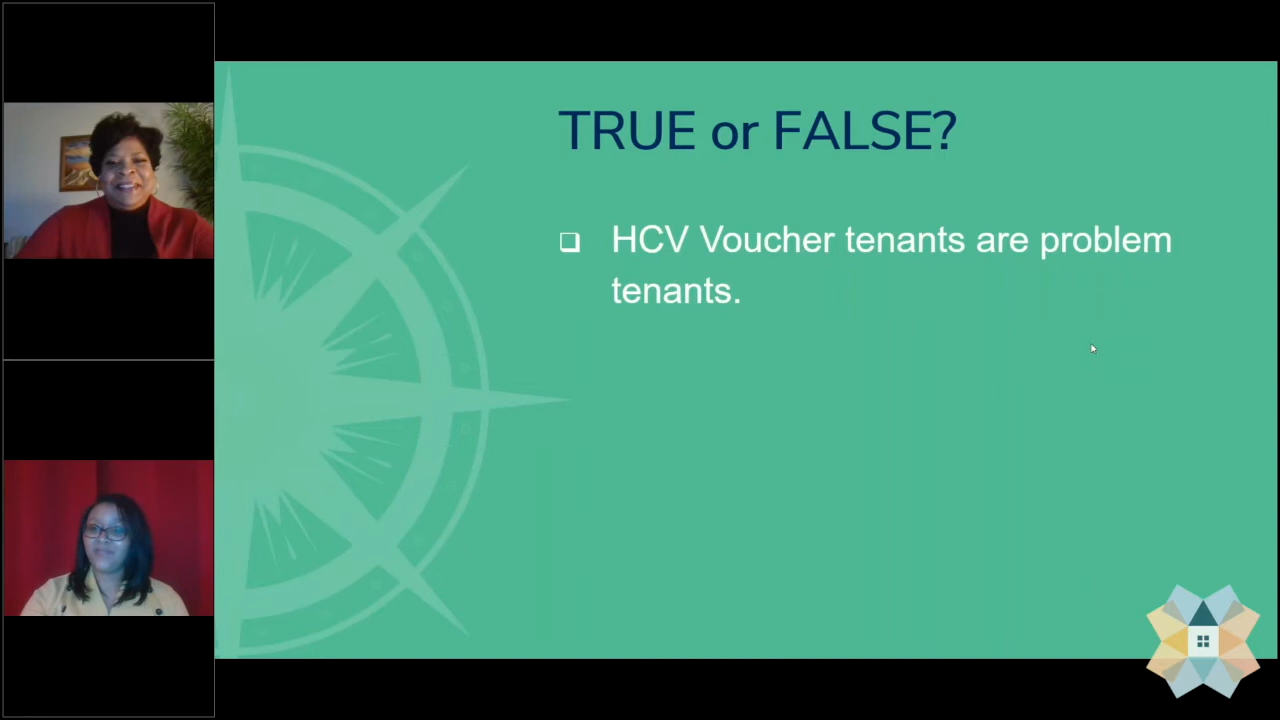 TRUE or FALSE?
❑ HCV Voucher tenants are problem
tenants.